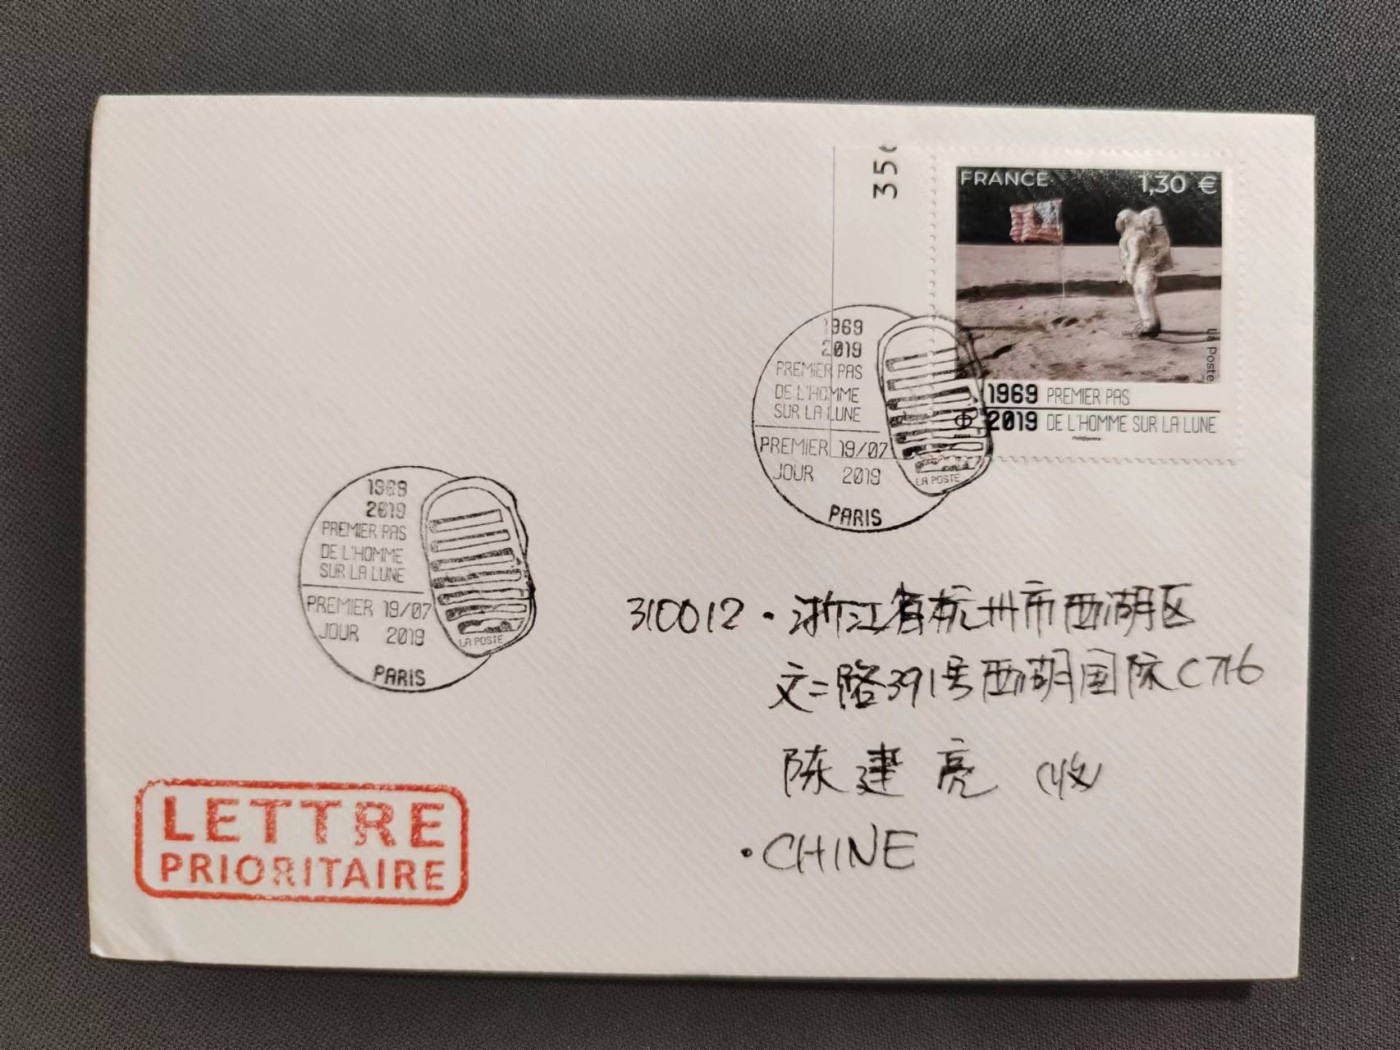 356
FRANCE 1,30 €
La Poste
1969 PREMIER PAS
2019 DE L'HOMME SUR LA LUNE
1969
2019
PREMIER PAS
DE L'HOMME
SUR LA LUNE
PREMIER 19/07
JOUR 2019
LA POSTE
PARIS
1969
2019
PREMIER PAS
DE L'HOMME
SUR LA LUNE
PREMIER 19/07
JOUR 2019
LA POSTE
PARIS
310012·浙江省杭州市西湖区
文二路391号西湖国际C716
陈建亮 收
·CHINE
LETTRE
PRIORITAIRE